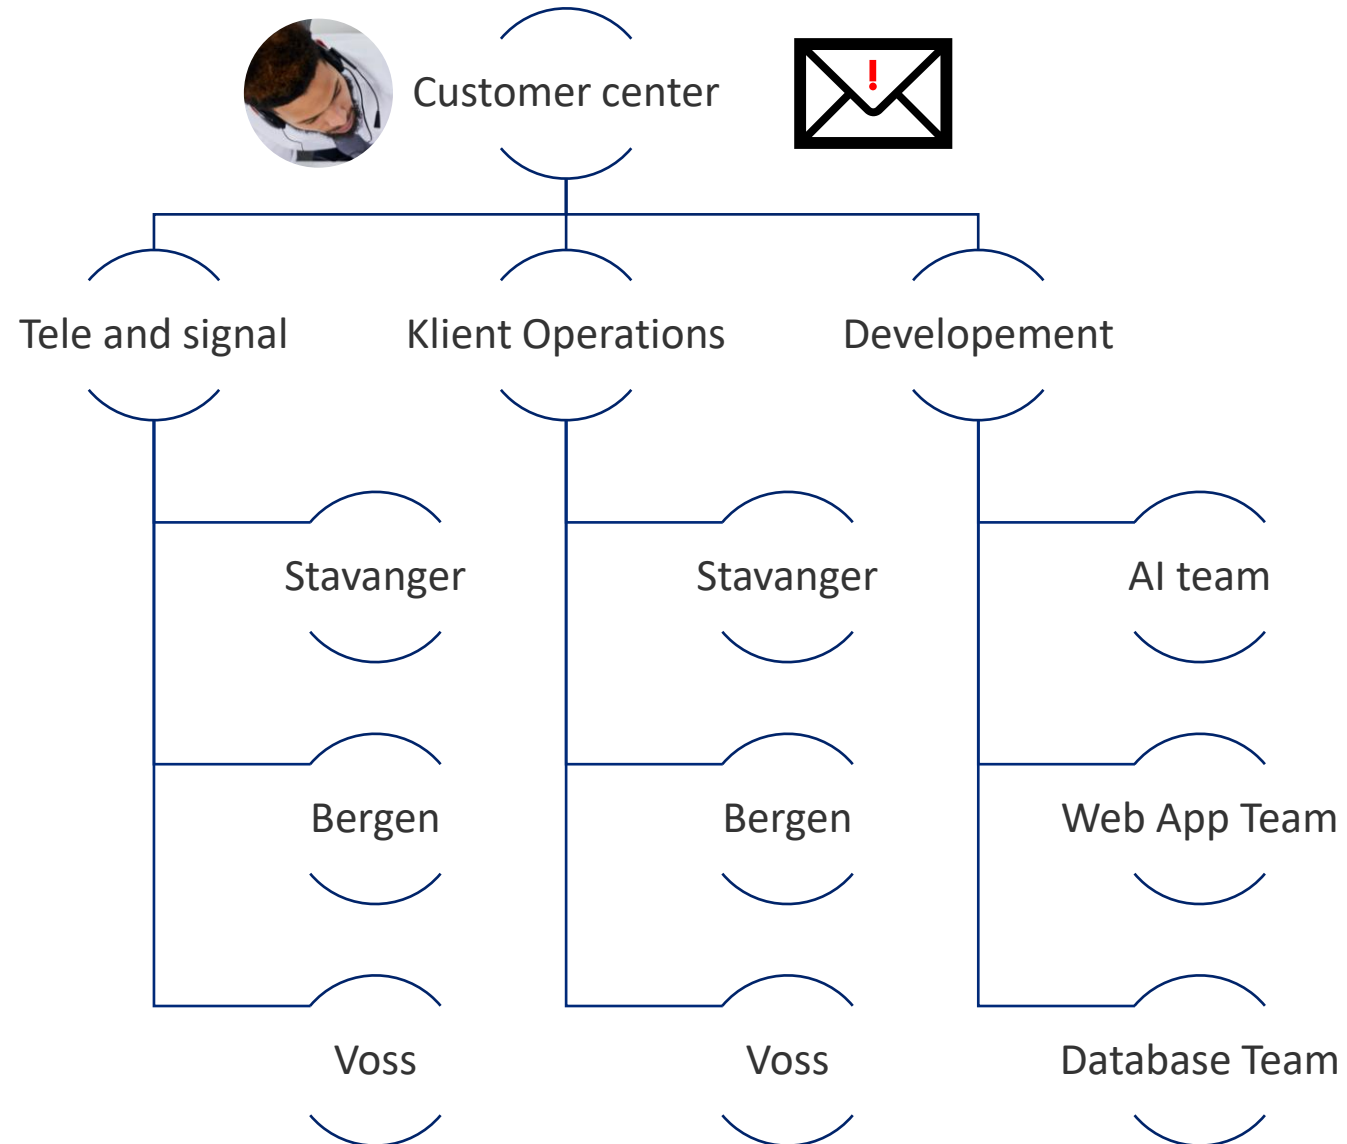 Customer center
!
Tele and signal
Klient Operations
Developement
Stavanger
Stavanger
AI team
Bergen
Bergen
Web App Team
Voss
Voss
Database Team